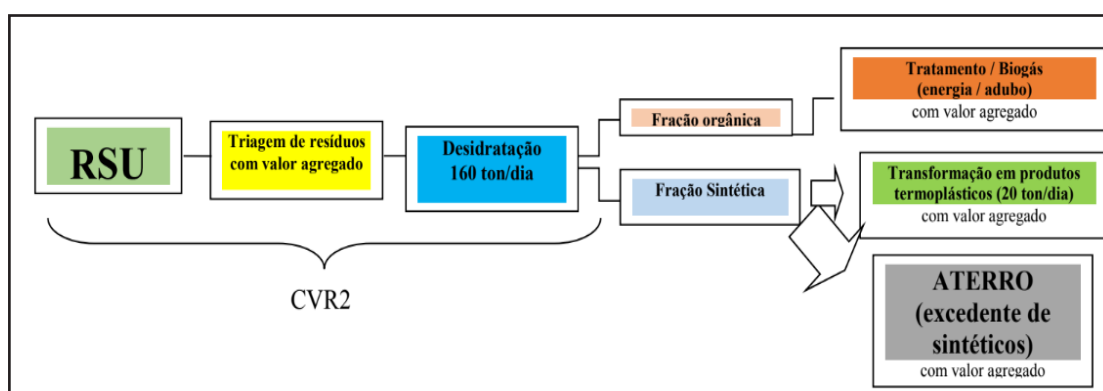 RSU
Triagem de resíduos
com valor agregado
Desidratação
160 ton/dia
Fração orgânica
Fração Sintética
Tratamento / Biogás
(energia / adubo)
com valor agregado
Transformação em produtos
termoplásticos (20 ton/dia)
com valor agregado
ATERRO
(excedente de
sintéticos)
com valor agregado
CVR2